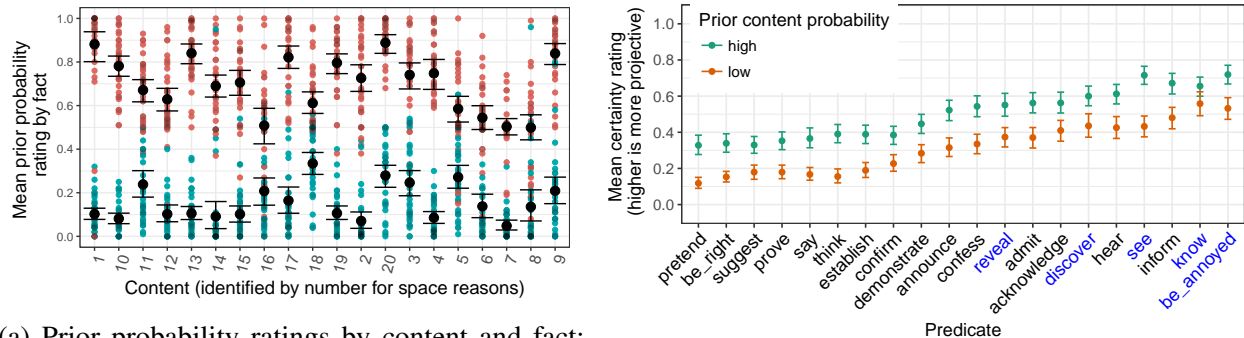 Mean prior probability
rating by fact
1.0
0.8
0.6
0.4
0.2
0.0
1 10 11 12 13 14 15 16 17 18 19 2 20 3 4 5 6 7 8 9
Content (identified by number for space reasons)
(a) Prior probability ratings by content and fact;
Mean certainty rating
(higher is more projective)
1.0
0.8
0.6
0.4
0.2
0.0
Prior content probability
high
low
pretend
be_right
suggest
prove
say
think
establish
confirm
demonstrate
announce
confess
reveal
admit
acknowledge
discover
hear
see
inform
know
be_annoyed
Predicate